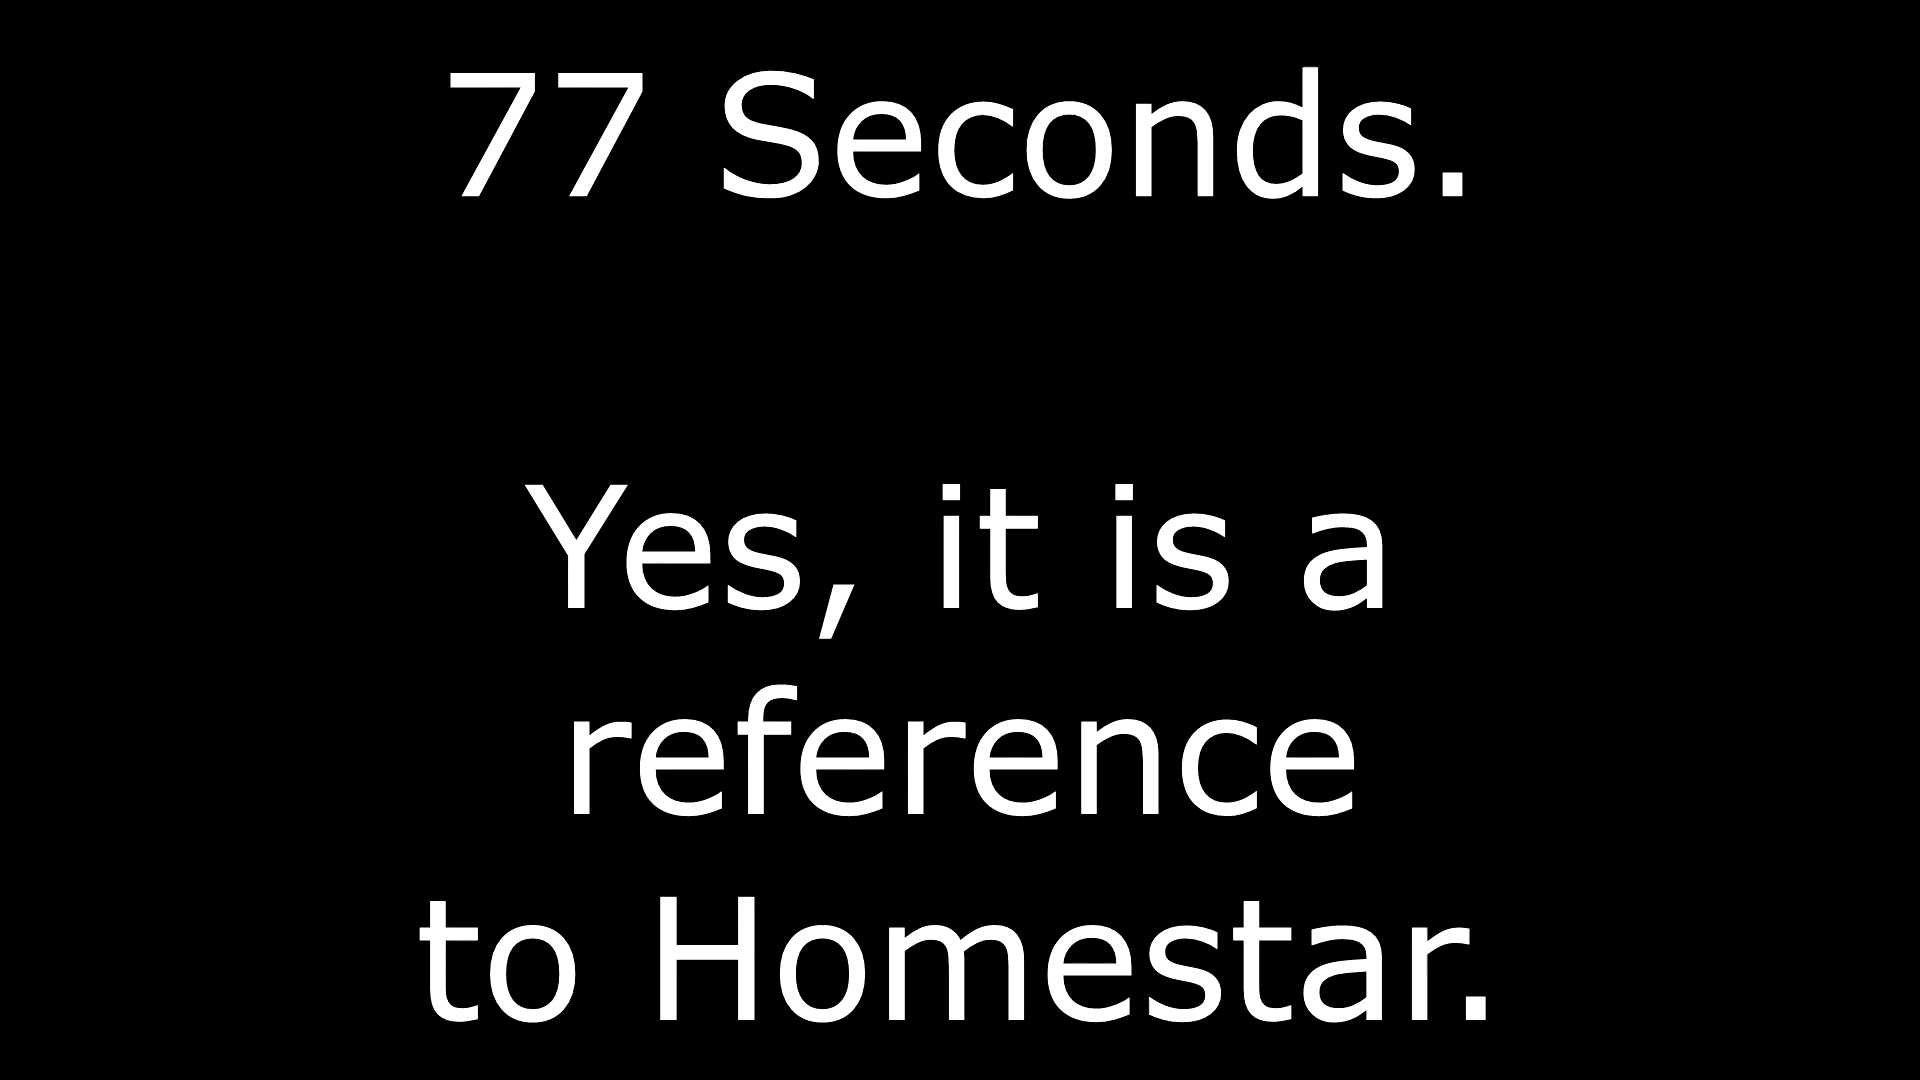 77 Seconds.
Yes, it is a
reference
to Homestar.